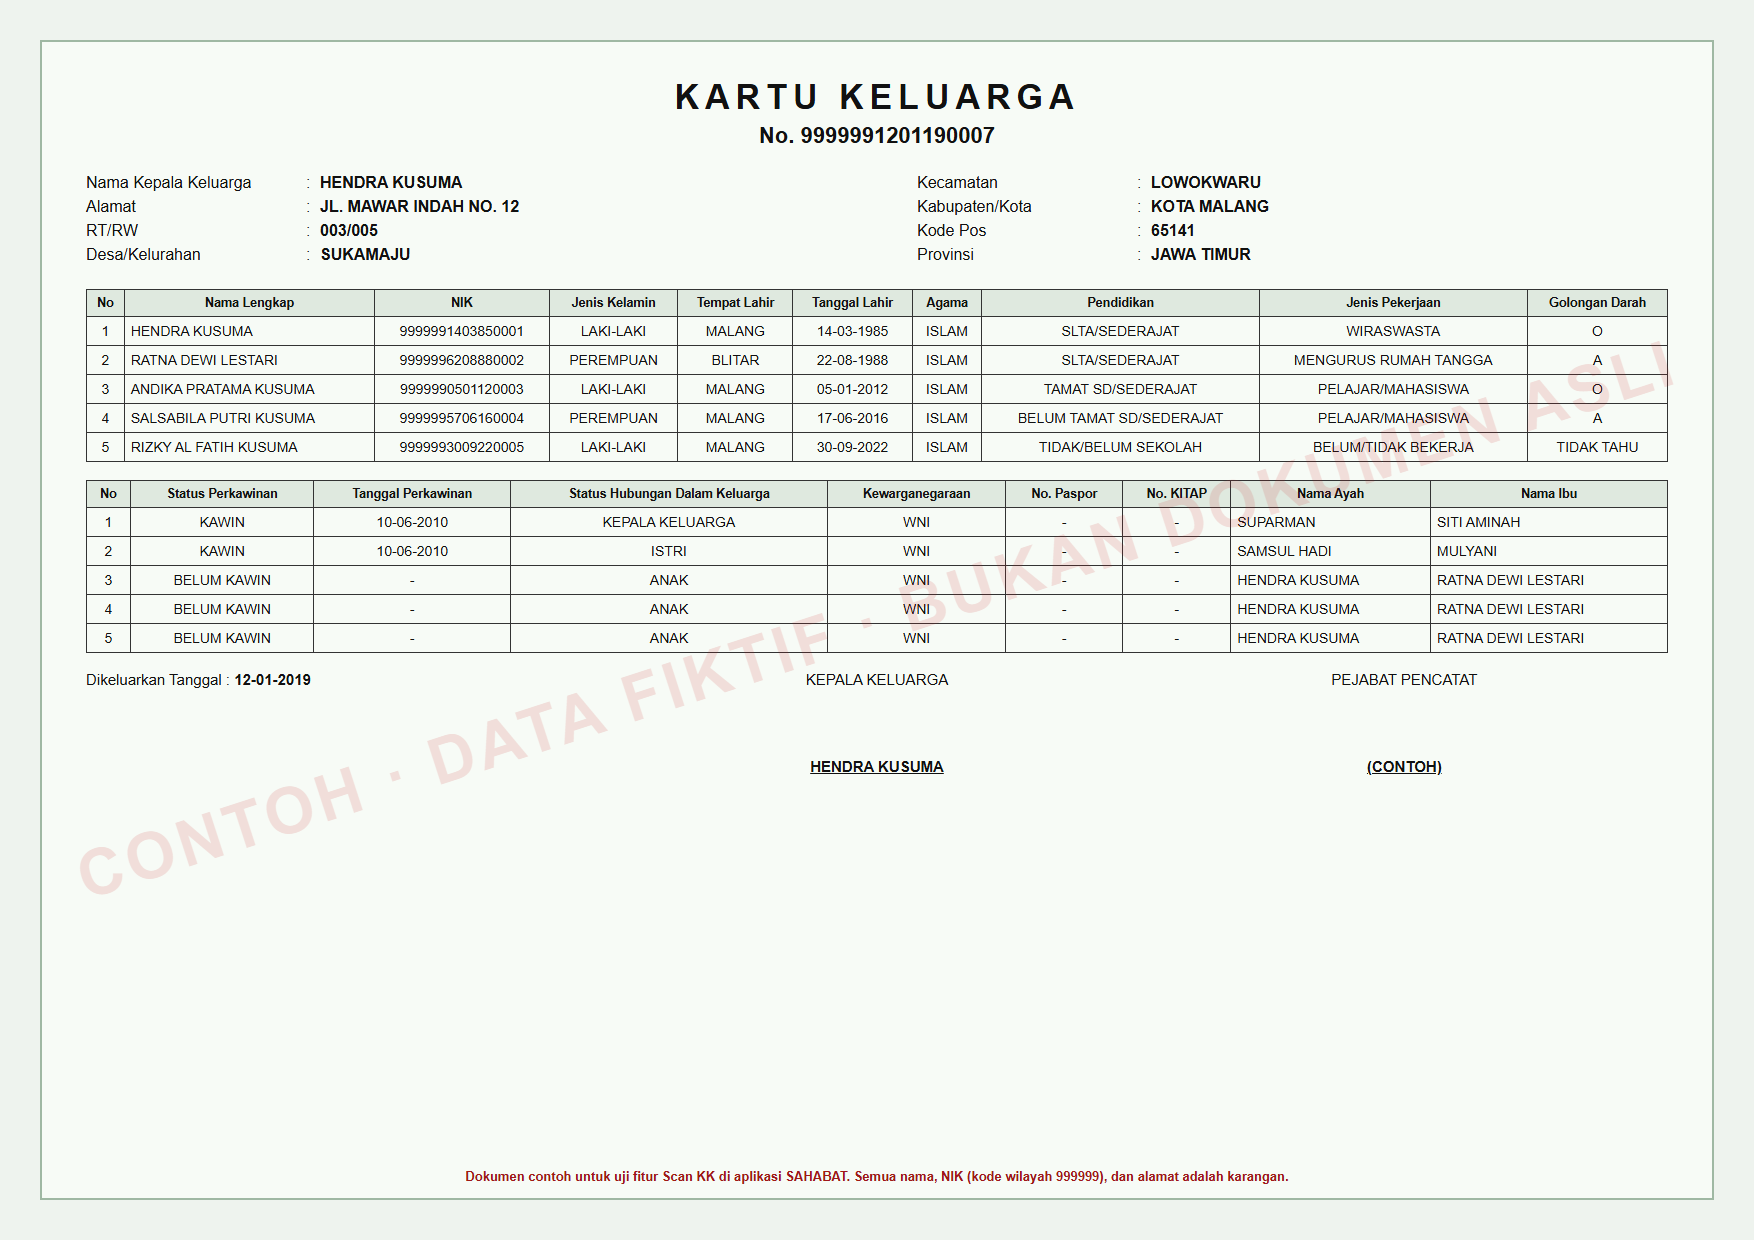 KARTU KELUARGA
No. 9999991201190007
Nama Kepala Keluarga : HENDRA KUSUMA Kecamatan : LOWOKWARU
Alamat : JL. MAWAR INDAH NO. 12 Kabupaten/Kota : KOTA MALANG
RT/RW : 003/005 Kode Pos : 65141
Desa/Kelurahan : SUKAMAJU Provinsi : JAWA TIMUR
No Nama Lengkap NIK Jenis Kelamin Tempat Lahir Tanggal Lahir Agama Pendidikan Jenis Pekerjaan Golongan Darah
1 HENDRA KUSUMA 9999991403850001 LAKI-LAKI MALANG 14-03-1985 ISLAM SLTA/SEDERAJAT WIRASWASTA O
2 RATNA DEWI LESTARI 9999996208880002 PEREMPUAN BLITAR 22-08-1988 ISLAM SLTA/SEDERAJAT MENGURUS RUMAH TANGGA A
3 ANDIKA PRATAMA KUSUMA 9999990501120003 LAKI-LAKI MALANG 05-01-2012 ISLAM TAMAT SD/SEDERAJAT PELAJAR/MAHASISWA O
4 SALSABILA PUTRI KUSUMA 9999995706160004 PEREMPUAN MALANG 17-06-2016 ISLAM BELUM TAMAT SD/SEDERAJAT PELAJAR/MAHASISWA A
5 RIZKY AL FATIH KUSUMA 9999993009220005 LAKI-LAKI MALANG 30-09-2022 ISLAM TIDAK/BELUM SEKOLAH BELUM/TIDAK BEKERJA TIDAK TAHU
No Status Perkawinan Tanggal Perkawinan Status Hubungan Dalam Keluarga Kewarganegaraan No. Paspor No. KITAP Nama Ayah Nama Ibu
1 KAWIN 10-06-2010 KEPALA KELUARGA WNI - - SUPARMAN SITI AMINAH
2 KAWIN 10-06-2010 ISTRI WNI - - SAMSUL HADI MULYANI
3 BELUM KAWIN - ANAK WNI - - HENDRA KUSUMA RATNA DEWI LESTARI
4 BELUM KAWIN - ANAK WNI - - HENDRA KUSUMA RATNA DEWI LESTARI
5 BELUM KAWIN - ANAK WNI - - HENDRA KUSUMA RATNA DEWI LESTARI
Dikeluarkan Tanggal : 12-01-2019 KEPALA KELUARGA PEJABAT PENCATAT
HENDRA KUSUMA (CONTOH)
CONTOH · DATA FIKTIF · BUKAN DOKUMEN ASLI
Dokumen contoh untuk uji fitur Scan KK di aplikasi SAHABAT. Semua nama, NIK (kode wilayah 999999), dan alamat adalah karangan.